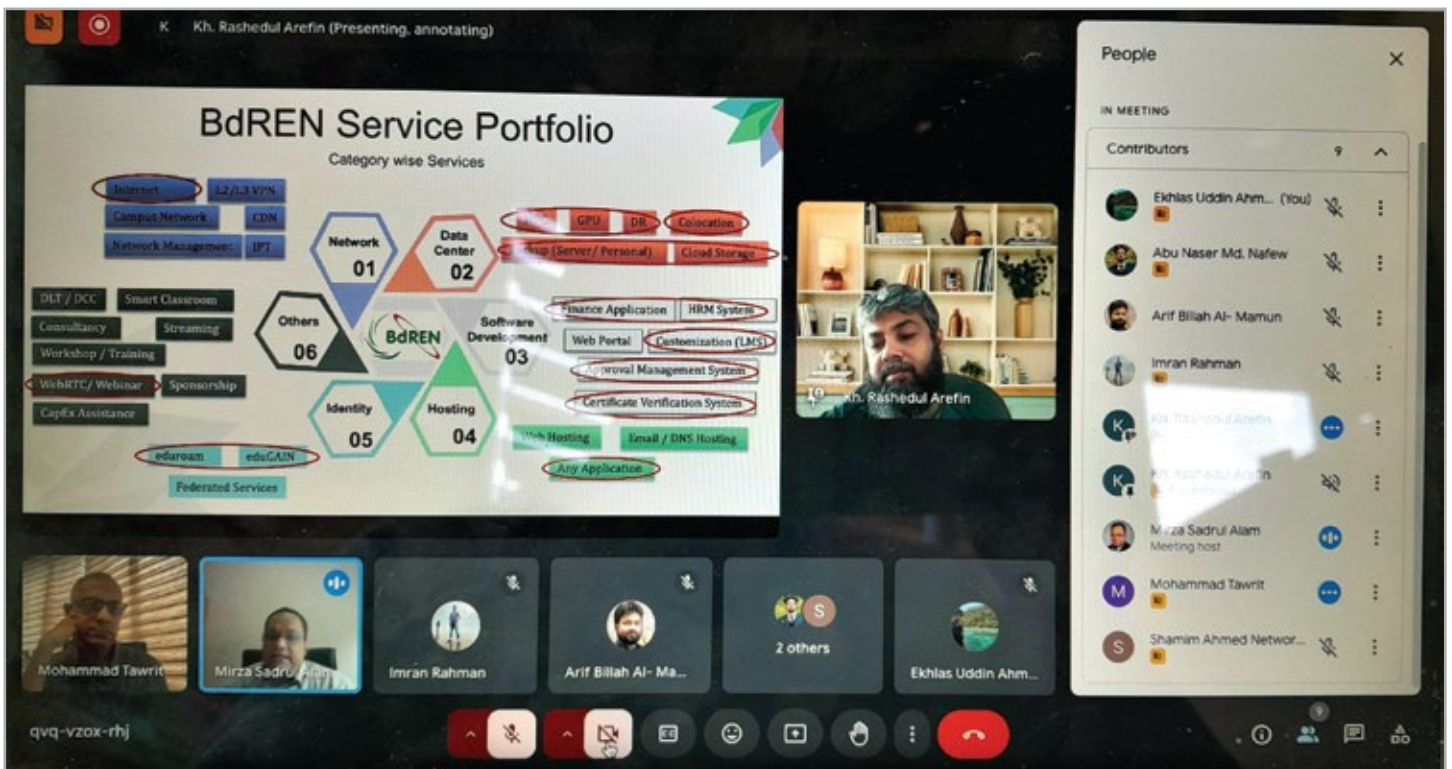 K Kh. Rashedul Arefin (Presenting, annotating)
BdREN Service Portfolio
Category wise Services
Internet L2/L3 VPN
Campus Network CDN
Network Management IPT
Network
01
Data
Center
02
GPU DR Colocation
(Server/ Personal) Cloud Storage
DLT / DCC Smart Classroom
Consultancy Streaming
Workshop / Training
WebRTC/ Webinar Sponsorship
CapEx Assistance
Others
06
BdREN
Software
Development
03
Finance Application HRM System
Web Portal Customization (LMS)
Approval Management System
Certificate Verification System
Identity
05
Hosting
04
Web Hosting Email / DNS Hosting
Any Application
eduroam eduGAIN
Federated Services
Kh. Rashedul Arefin
People
IN MEETING
Contributors 9
Ekhlas Uddin Ahm... (You)
Abu Naser Md. Nafew
Arif Billah Al- Mamun
Imran Rahman
K Kh. Rashedul Arefin
K Kh. Rashedul Arefin
Mirza Sadrul Alam
Meeting host
M Mohammad Tawrit
S Shamim Ahmed Networ...
Mohammad Tawrit
Mirza Sadrul Alam
Imran Rahman
Arif Billah Al- Ma...
S
2 others
Ekhlas Uddin Ahm...
qvq-vzox-rhj
9